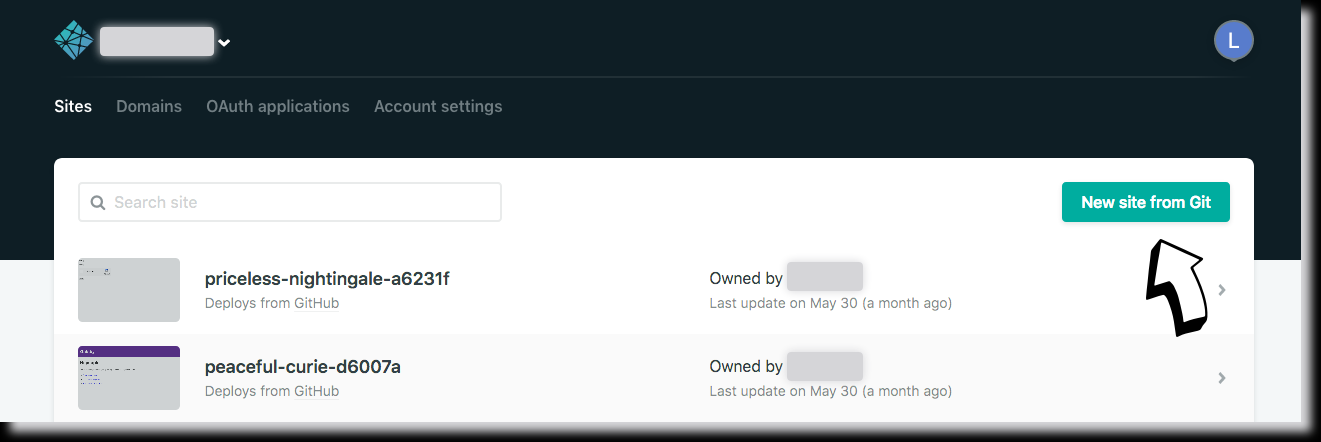 L
Sites Domains OAuth applications Account settings
Search site
New site from Git
priceless-nightingale-a6231f
Deploys from GitHub
Owned by
Last update on May 30 (a month ago)
peaceful-curie-d6007a
Deploys from GitHub
Owned by
Last update on May 30 (a month ago)